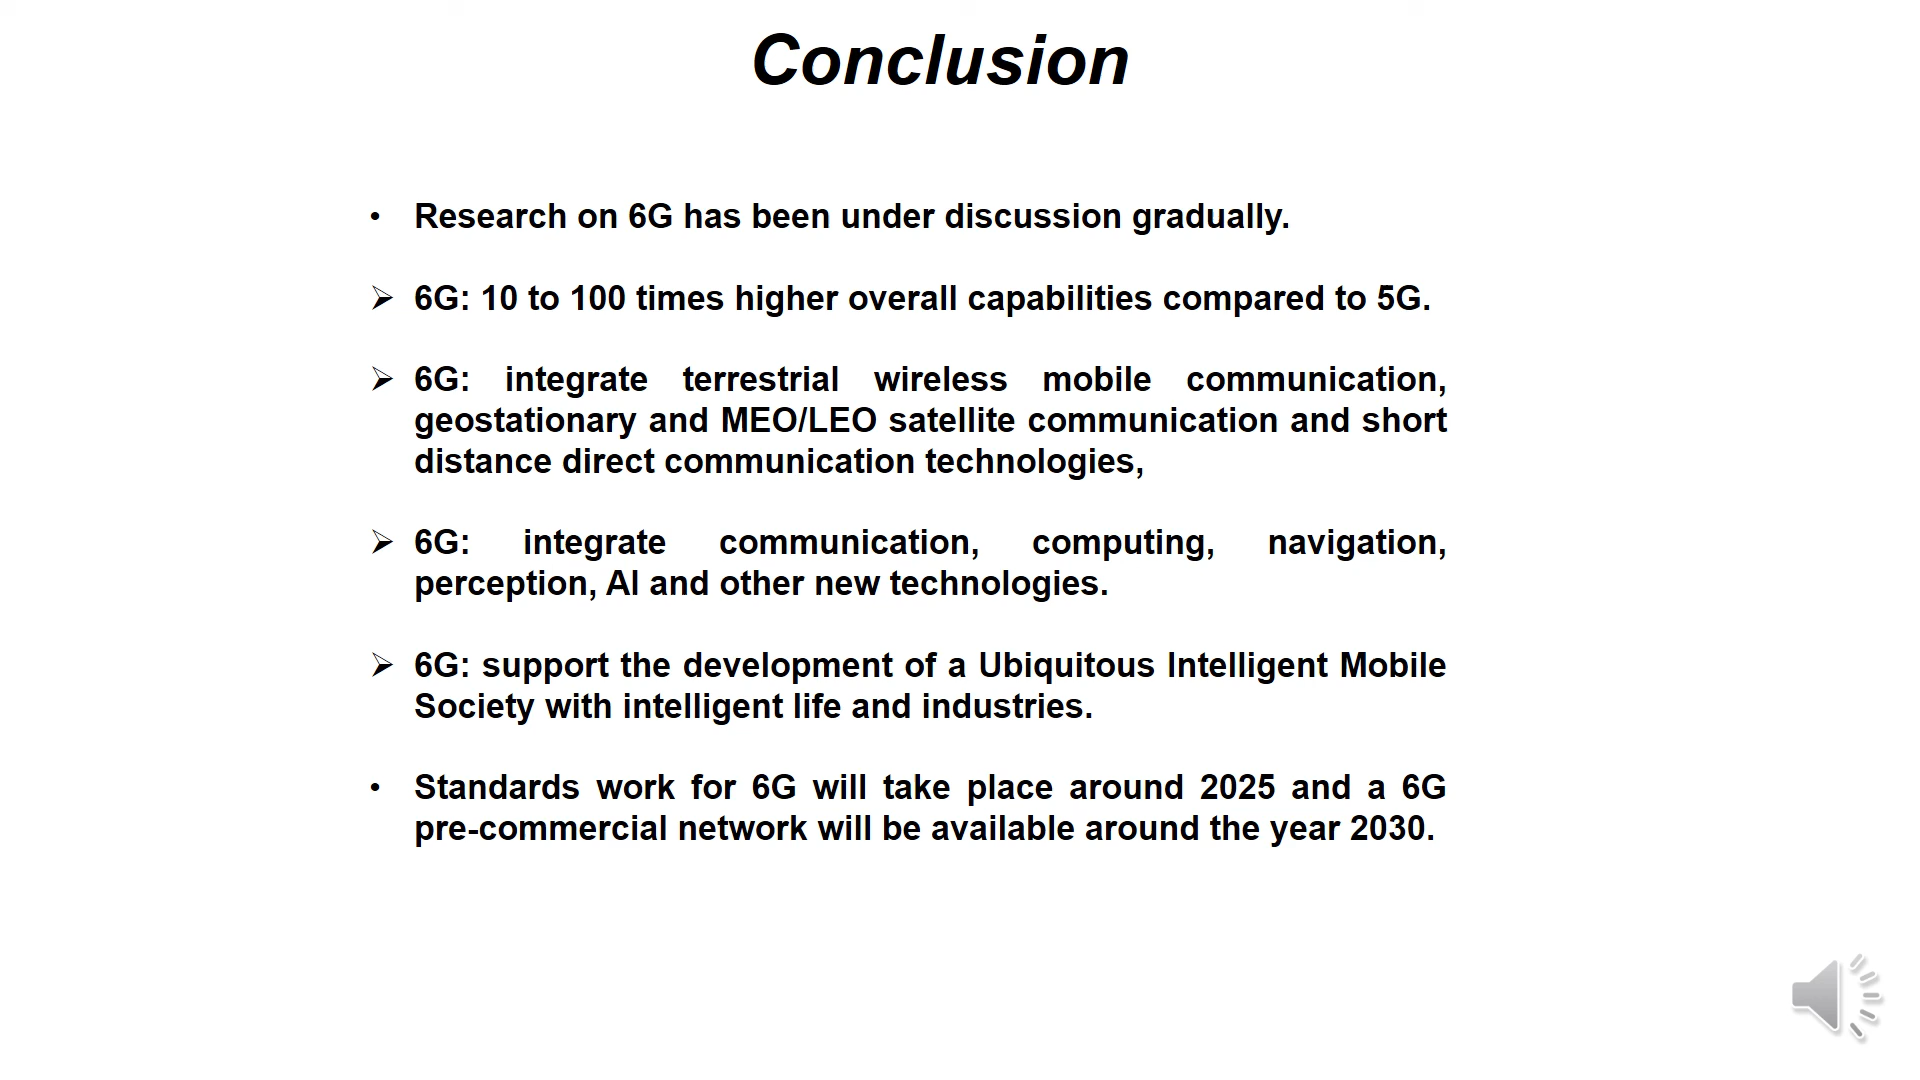 Conclusion
• Research on 6G has been under discussion gradually.
➢ 6G: 10 to 100 times higher overall capabilities compared to 5G.
➢ 6G: integrate terrestrial wireless mobile communication,
geostationary and MEO/LEO satellite communication and short
distance direct communication technologies,
➢ 6G: integrate communication, computing, navigation,
perception, AI and other new technologies.
➢ 6G: support the development of a Ubiquitous Intelligent Mobile
Society with intelligent life and industries.
• Standards work for 6G will take place around 2025 and a 6G
pre-commercial network will be available around the year 2030.